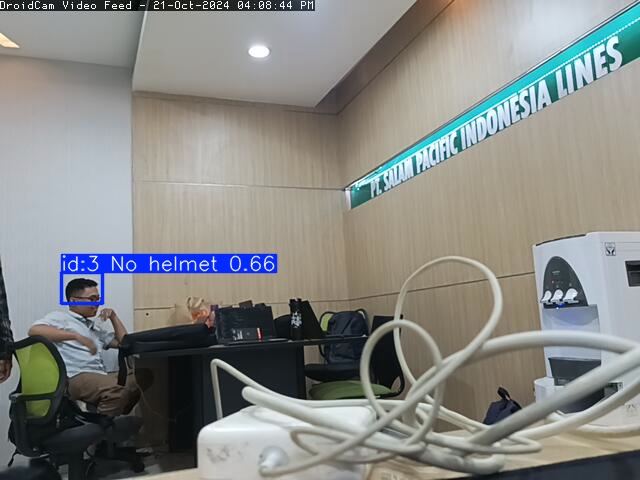 DroidCam Video Feed - 21-Oct-2024 04:08:44 PM
PT. SALAM PACIFIC INDONESIA LINES
id:3 No helmet 0.66